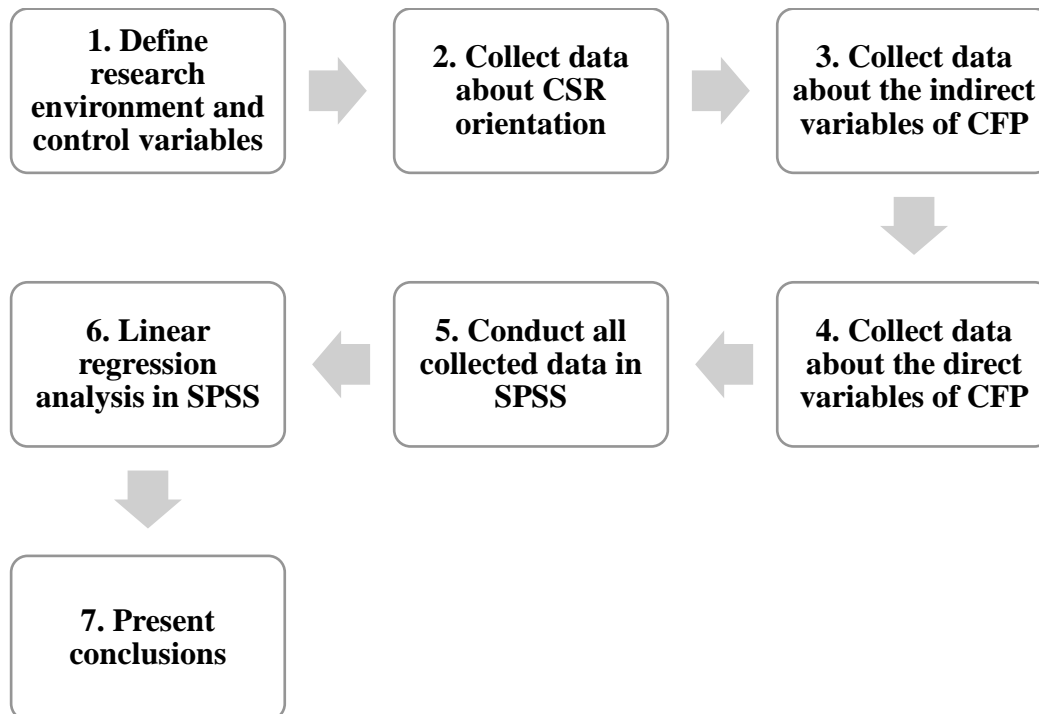 1. Define
research
environment and
control variables
2. Collect data
about CSR
orientation
3. Collect data
about the indirect
variables of CFP
4. Collect data
about the direct
variables of CFP
5. Conduct all
collected data in
SPSS
6. Linear
regression
analysis in SPSS
7. Present
conclusions